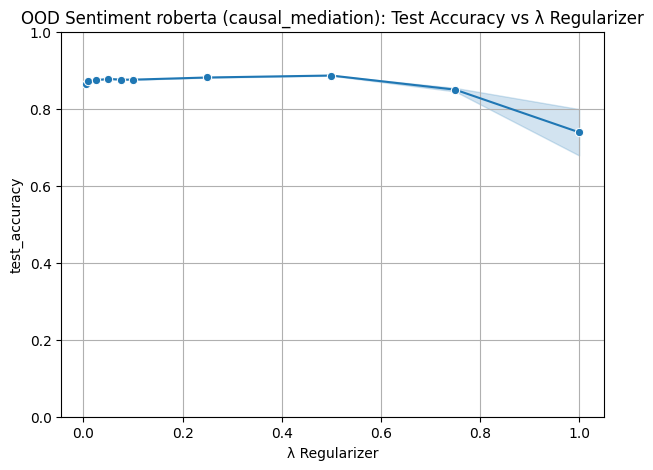 OOD Sentiment roberta (causal_mediation): Test Accuracy vs λ Regularizer
1.0
0.8
0.6
0.4
0.2
0.0
test_accuracy
0.0 0.2 0.4 0.6 0.8 1.0
λ Regularizer